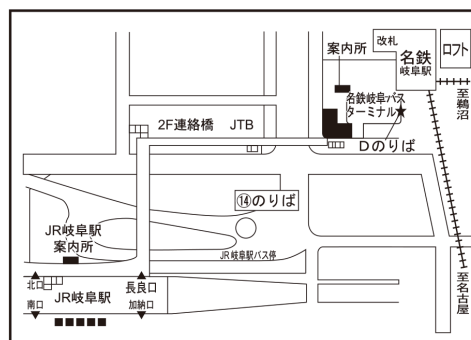 改札
ロフト
名鉄
岐阜駅
案内所
至鵜沼
名鉄岐阜バス
ターミナル★
2F連絡橋 JTB
Dのりば
⑭のりば
JR岐阜駅
案内所
JR岐阜駅バス停
北口
長良口
JR岐阜駅
南口
加納口
至名古屋